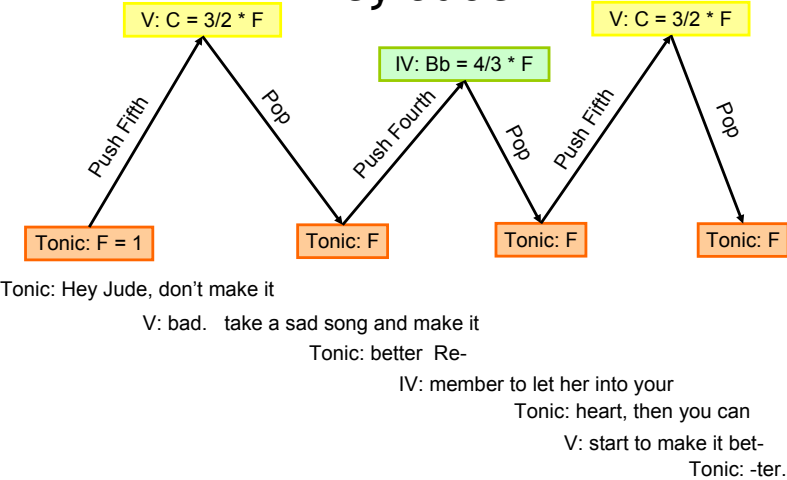 V: C = 3/2 * F
V: C = 3/2 * F
IV: Bb = 4/3 * F
Push Fifth
Pop
Push Fourth
Pop
Push Fifth
Pop
Tonic: F = 1
Tonic: F
Tonic: F
Tonic: F
Tonic: Hey Jude, don't make it
V: bad.   take a sad song and make it
Tonic: better  Re-
IV: member to let her into your
Tonic: heart, then you can
V: start to make it bet-
Tonic: -ter.